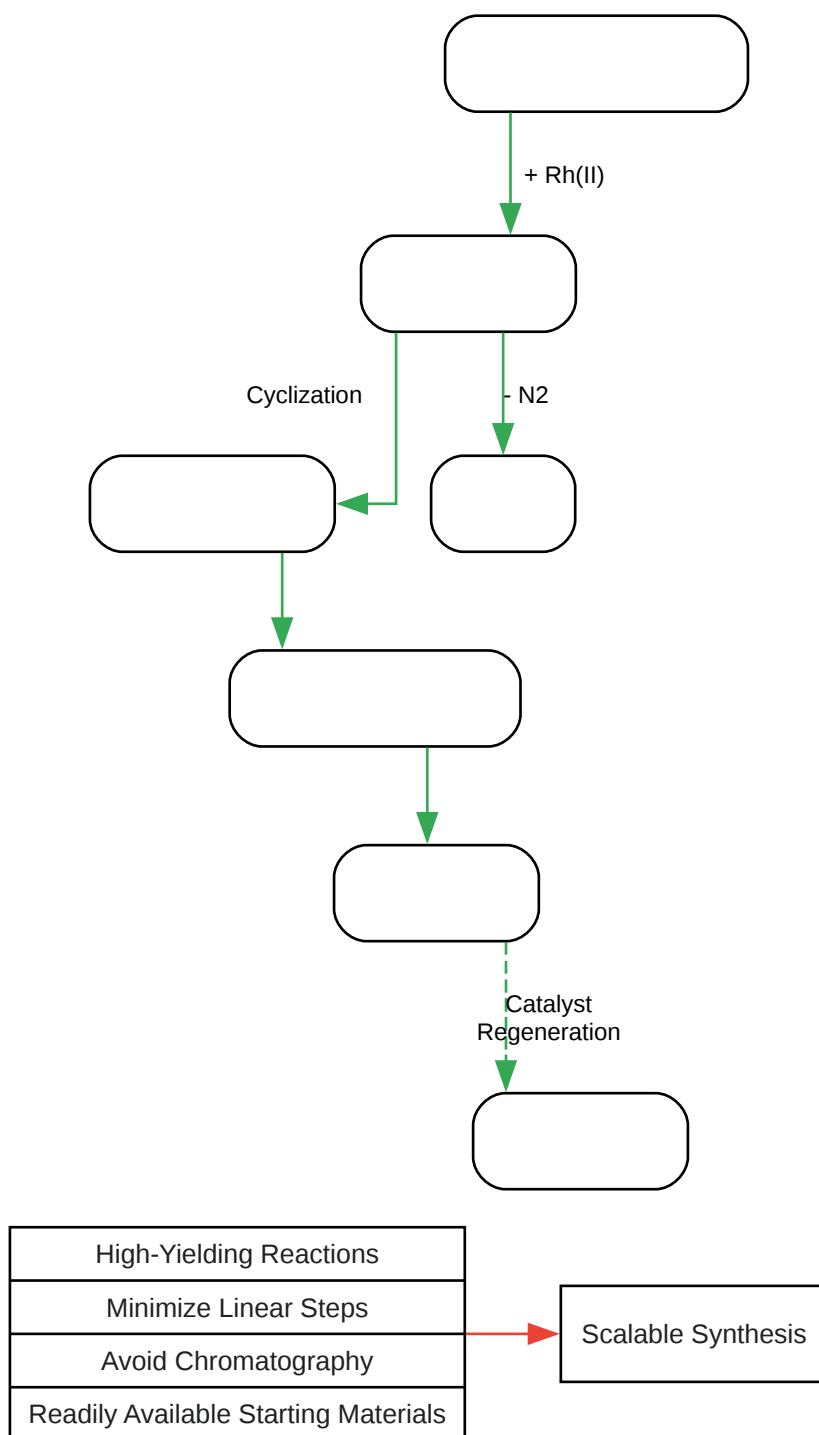 + Rh(II)
Cyclization
- N2
Catalyst
Regeneration
High-Yielding Reactions
Minimize Linear Steps
Avoid Chromatography
Readily Available Starting Materials
Scalable Synthesis